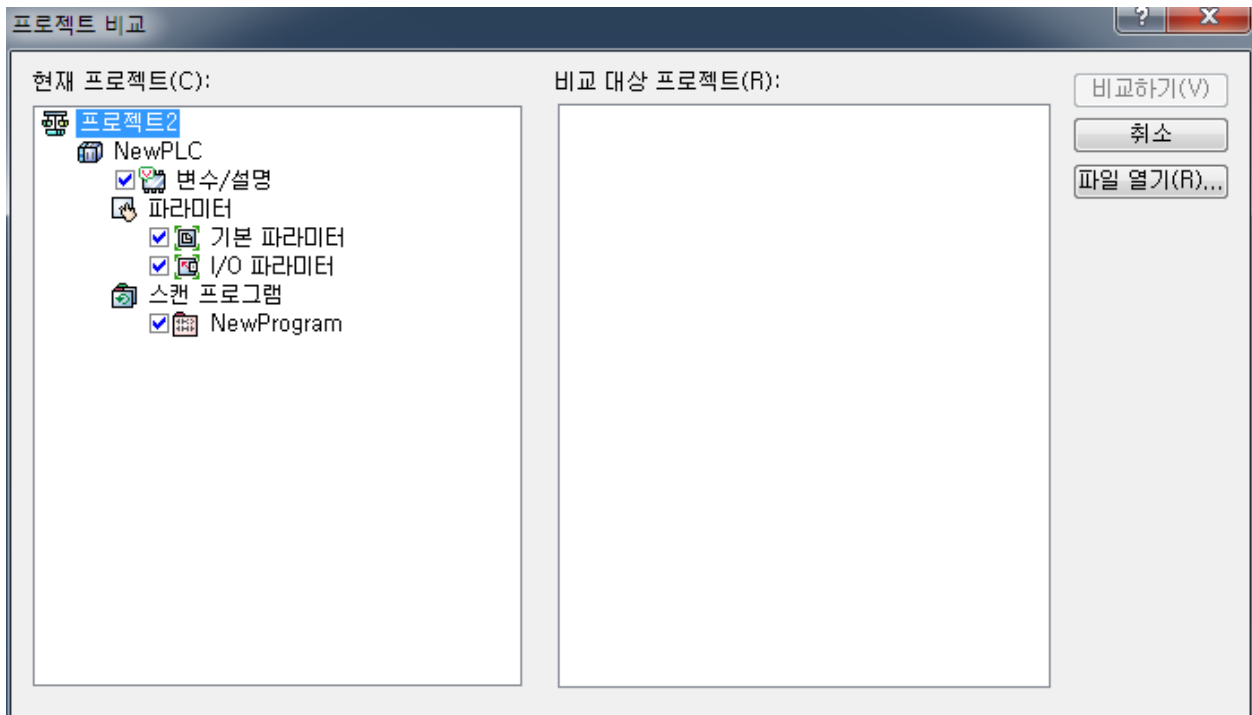 프로젝트 비교
현재 프로젝트(C):
프로젝트2
NewPLC
변수/설명
파라미터
기본 파라미터
I/O 파라미터
스캔 프로그램
NewProgram
비교 대상 프로젝트(R):
비교하기(V)
취소
파일 열기(R)...